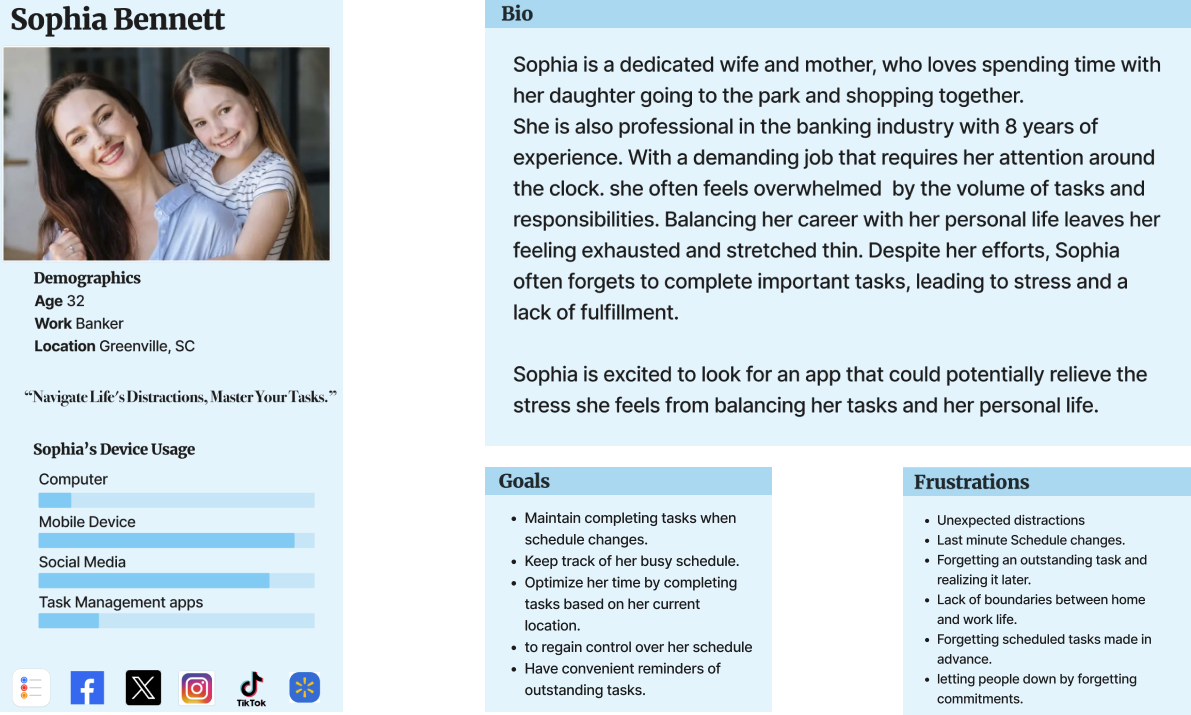 Sophia Bennett
Demographics
Age 32
Work Banker
Location Greenville, SC
“Navigate Life's Distractions, Master Your Tasks.”
Sophia’s Device Usage
Computer
Mobile Device
Social Media
Task Management apps
TikTok
Bio
Sophia is a dedicated wife and mother, who loves spending time with
her daughter going to the park and shopping together.
She is also professional in the banking industry with 8 years of
experience. With a demanding job that requires her attention around
the clock. she often feels overwhelmed  by the volume of tasks and
responsibilities. Balancing her career with her personal life leaves her
feeling exhausted and stretched thin. Despite her efforts, Sophia
often forgets to complete important tasks, leading to stress and a
lack of fulfillment.
Sophia is excited to look for an app that could potentially relieve the
stress she feels from balancing her tasks and her personal life.
Goals
• Maintain completing tasks when
schedule changes.
• Keep track of her busy schedule.
• Optimize her time by completing
tasks based on her current
location.
• to regain control over her schedule
• Have convenient reminders of
outstanding tasks.
Frustrations
• Unexpected distractions
• Last minute Schedule changes.
• Forgetting an outstanding task and
realizing it later.
• Lack of boundaries between home
and work life.
• Forgetting scheduled tasks made in
advance.
• letting people down by forgetting
commitments.